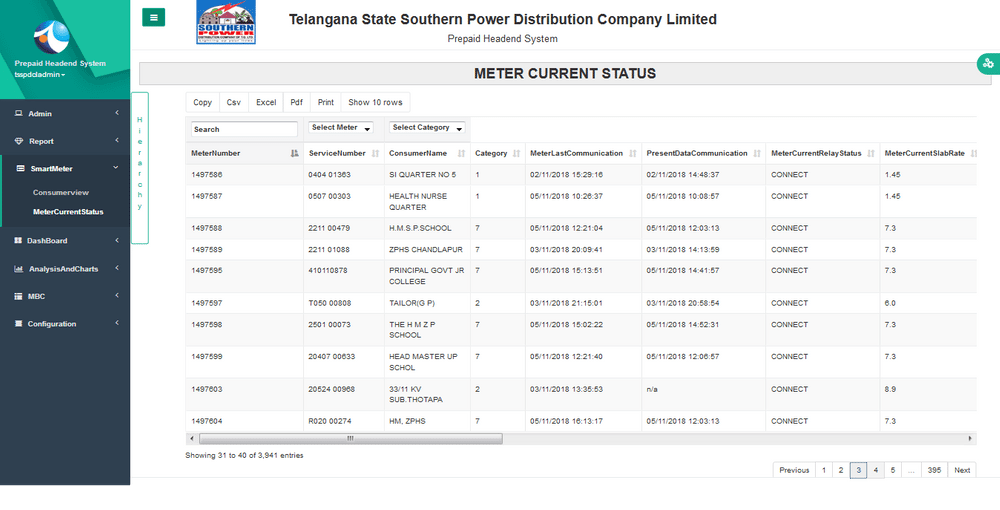 Telangana State Southern Power Distribution Company Limited
Prepaid Headend System
SOUTHERN
POWER
Prepaid Headend System
tsspdcladmin
Admin
Report
SmartMeter
Consumerview
MeterCurrentStatus
DashBoard
AnalysisAndCharts
MBC
Configuration
Hierarchy
METER CURRENT STATUS
Copy Csv Excel Pdf Print Show 10 rows
Search Select Meter Select Category
MeterNumber ServiceNumber ConsumerName Category MeterLastCommunication PresentDataCommunication MeterCurrentRelayStatus MeterCurrentSlabRate
1497586 0404 01363 SI QUARTER NO 5 1 02/11/2018 15:29:16 02/11/2018 14:48:37 CONNECT 1.45
1497587 0507 00303 HEALTH NURSE 1 05/11/2018 10:26:37 05/11/2018 10:08:57 CONNECT 1.45
QUARTER
1497588 2211 00479 H.M.S.P.SCHOOL 7 05/11/2018 12:21:04 05/11/2018 12:03:13 CONNECT 7.3
1497589 2211 01088 ZPHS CHANDLAPUR 7 03/11/2018 20:09:41 03/11/2018 14:13:59 CONNECT 7.3
1497595 410110878 PRINCIPAL GOVT JR 7 05/11/2018 15:13:51 05/11/2018 14:41:57 CONNECT 7.3
COLLEGE
1497597 T050 00808 TAILOR(G P) 2 03/11/2018 21:15:01 03/11/2018 20:58:54 CONNECT 6.0
1497598 2501 00073 THE H M Z P 7 05/11/2018 15:02:22 05/11/2018 14:52:31 CONNECT 7.3
SCHOOL
1497599 20407 00633 HEAD MASTER UP 7 05/11/2018 12:21:40 05/11/2018 12:06:57 CONNECT 7.3
SCHOL
1497603 20524 00968 33/11 KV 2 03/11/2018 13:35:53 n/a CONNECT 8.9
SUB.THOTAPA
1497604 R020 00274 HM, ZPHS 7 05/11/2018 16:13:17 05/11/2018 12:03:13 CONNECT 7.3
Showing 31 to 40 of 3,941 entries
Previous 1 2 3 4 5 ... 395 Next